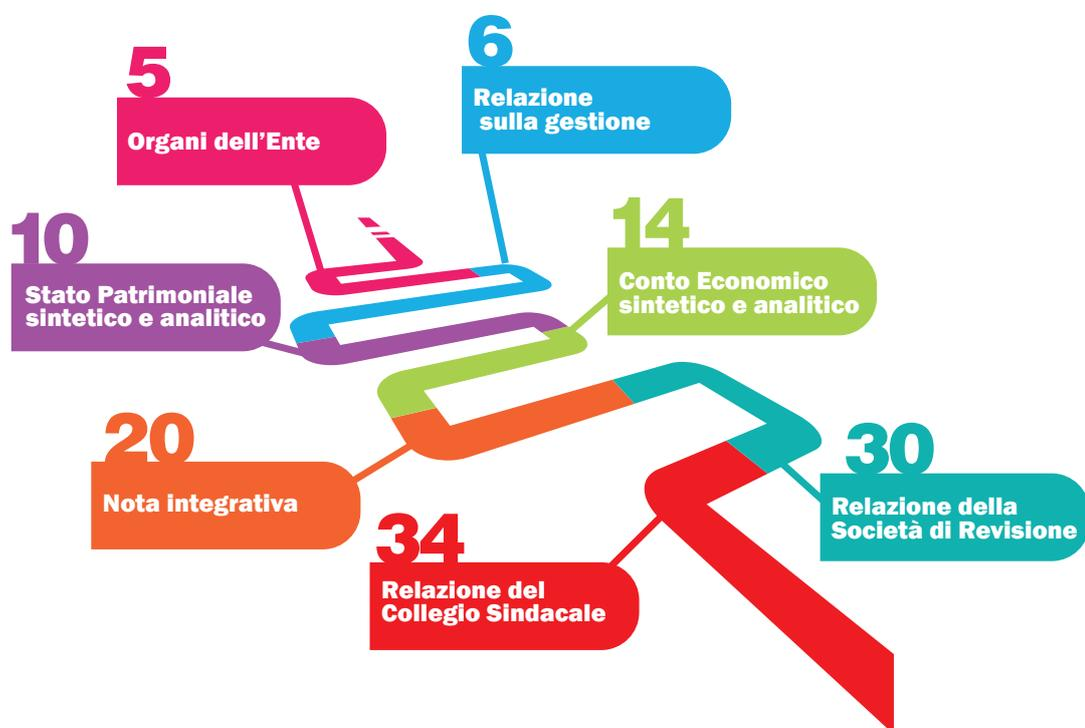 5
Organi dell’Ente
6
Relazione
sulla gestione
10
Stato Patrimoniale
sintetico e analitico
14
Conto Economico
sintetico e analitico
20
Nota integrativa
30
Relazione della
Società di Revisione
34
Relazione del
Collegio Sindacale